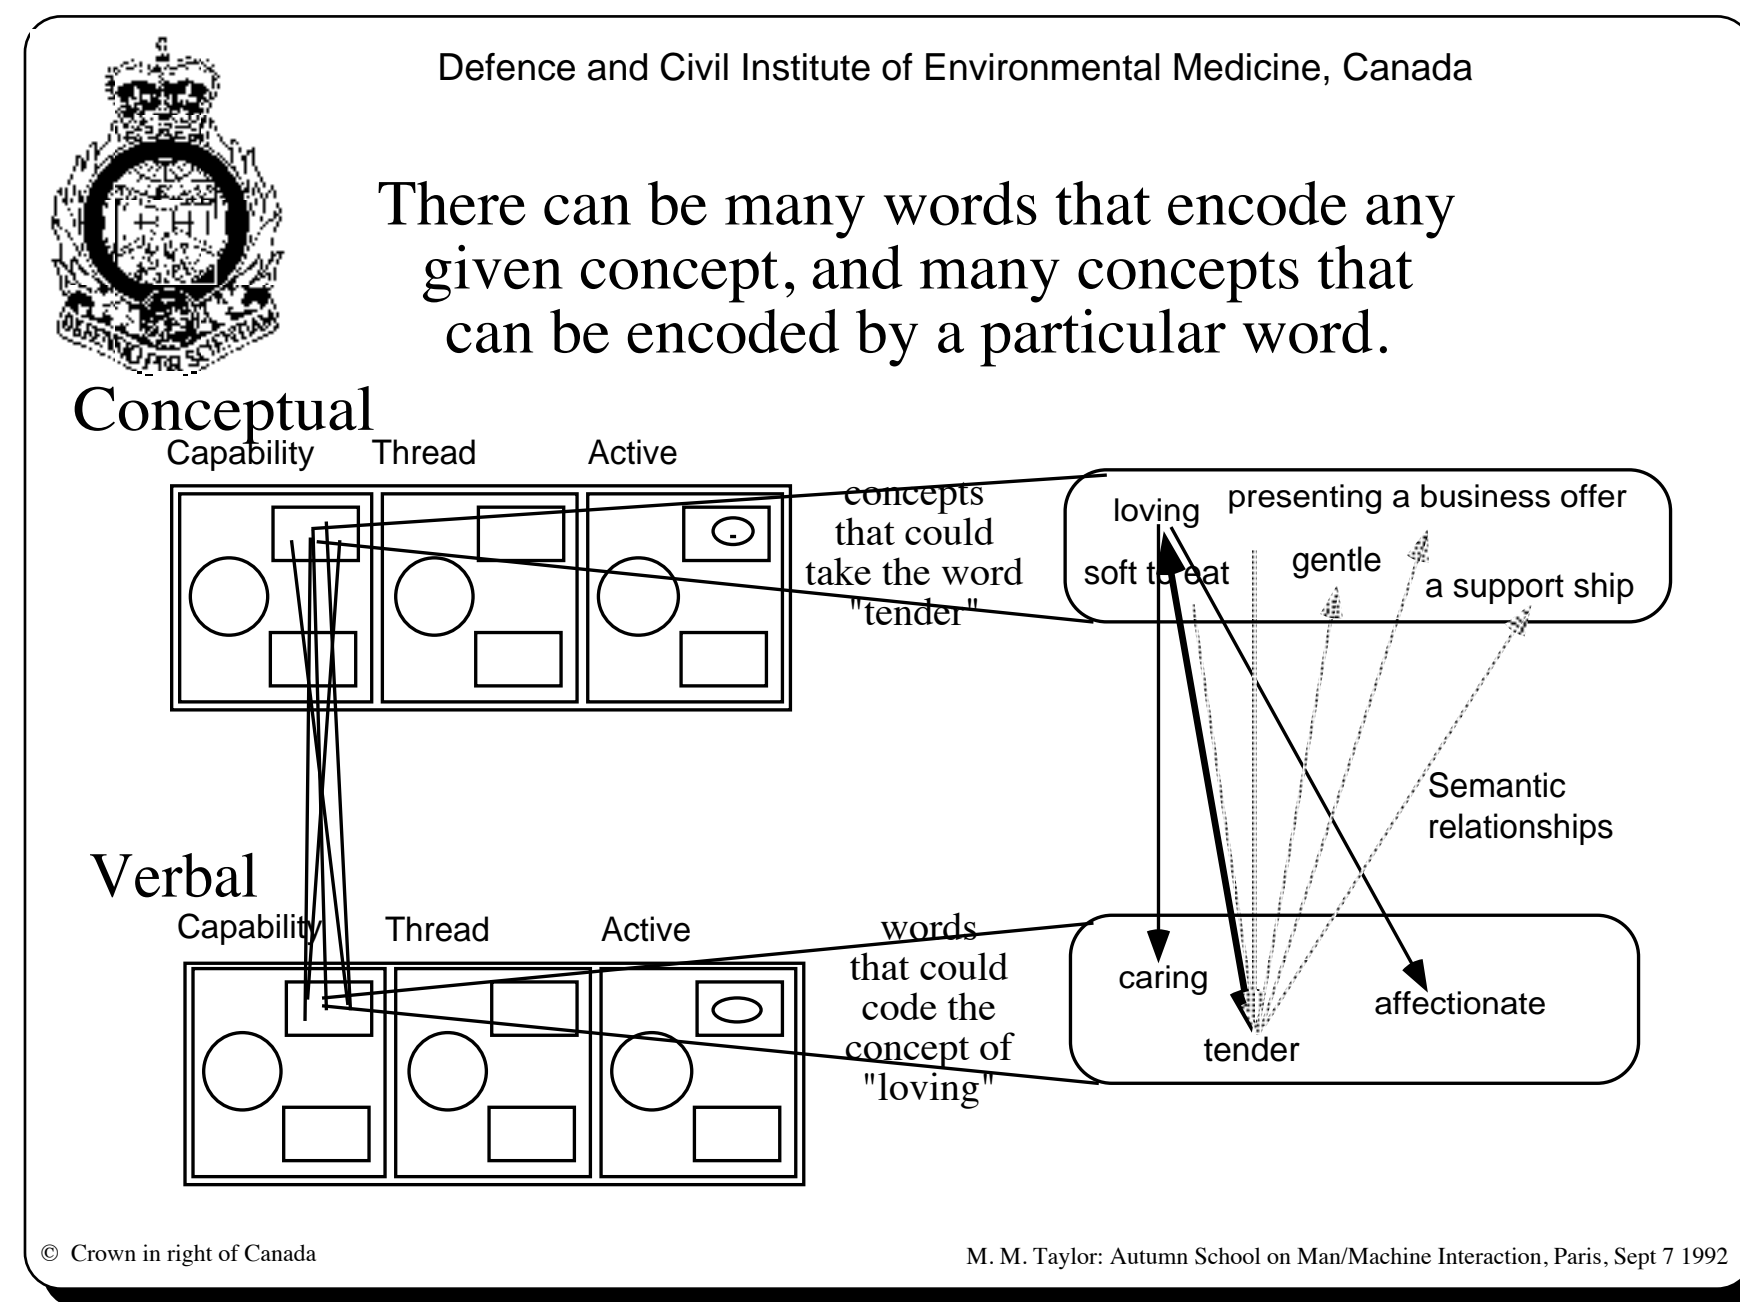 Defence and Civil Institute of Environmental Medicine, Canada
There can be many words that encode any
given concept, and many concepts that
can be encoded by a particular word.
Conceptual
Capability Thread Active
concepts
that could
take the word
"tender"
loving presenting a business offer
soft to eat gentle
a support ship
Semantic
relationships
Verbal
Capability Thread Active
words
that could
code the
concept of
"loving"
caring
affectionate
tender
© Crown in right of Canada
M. M. Taylor: Autumn School on Man/Machine Interaction, Paris, Sept 7 1992